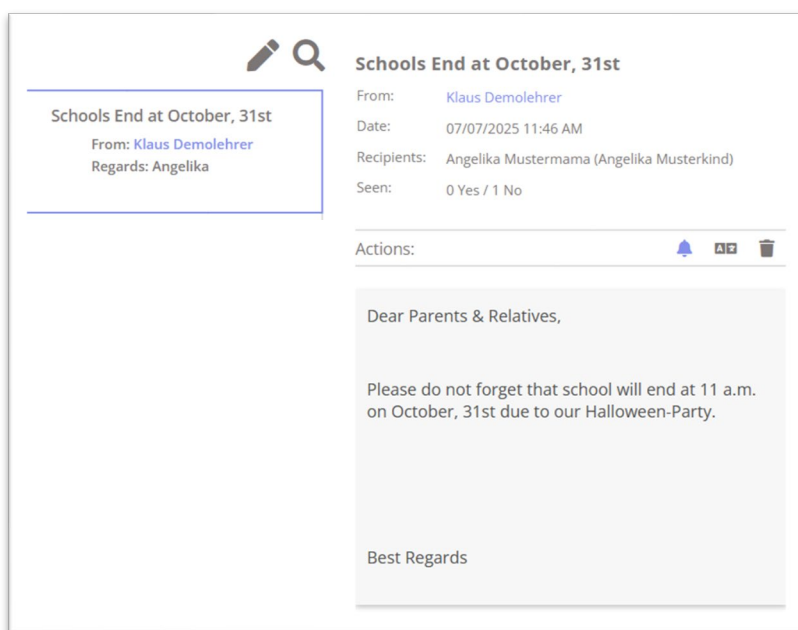 Schools End at October, 31st
From: Klaus Demolehrer
Regards: Angelika
Schools End at October, 31st
From: Klaus Demolehrer
Date: 07/07/2025 11:46 AM
Recipients: Angelika Mustermama (Angelika Musterkind)
Seen: 0 Yes / 1 No
Actions:
Dear Parents & Relatives,
Please do not forget that school will end at 11 a.m.
on October, 31st due to our Halloween-Party.
Best Regards